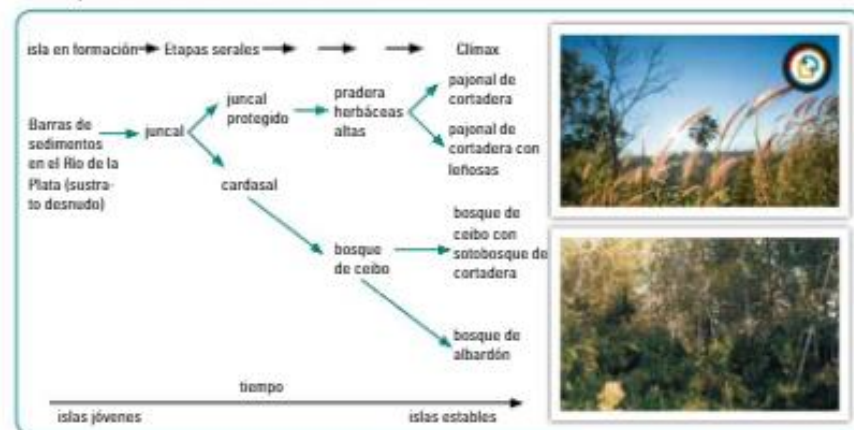 isla en formación Etapas serales Clímax
Barras de
sedimentos
en el Río de la
Plata (sustra-
to desnudo)
juncal
juncal
protegido
cardasal
pradera
herbáceas
altas
bosque
de ceibo
pajonal de
cortadera
pajonal de
cortadera con
leñosas
bosque de
ceibo con
sotobosque de
cortadera
bosque de
albardón
tiempo
islas jóvenes islas estables